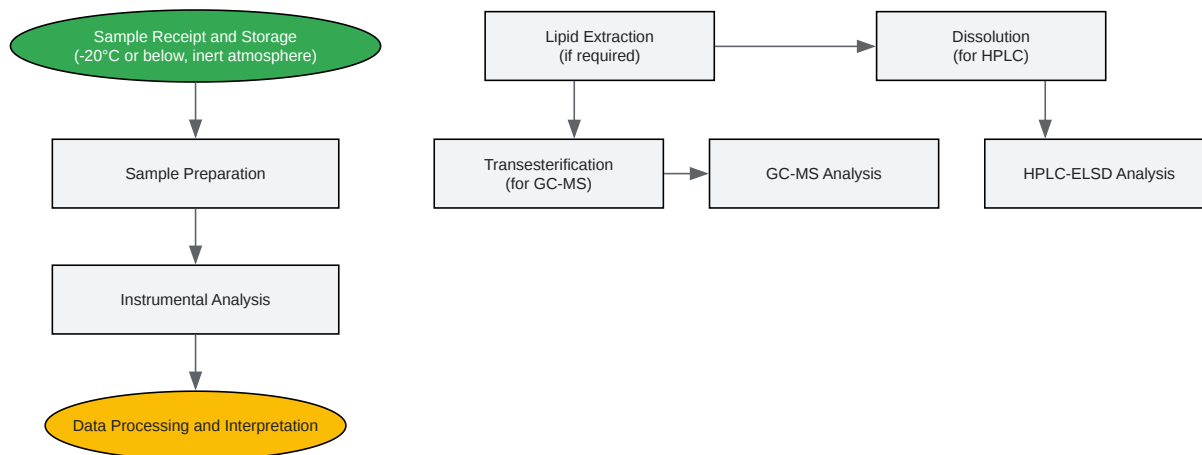 Sample Receipt and Storage
(-20°C or below, inert atmosphere)
Sample Preparation
Instrumental Analysis
Data Processing and Interpretation
Lipid Extraction
(if required)
Dissolution
(for HPLC)
Transesterification
(for GC-MS)
GC-MS Analysis
HPLC-ELSD Analysis